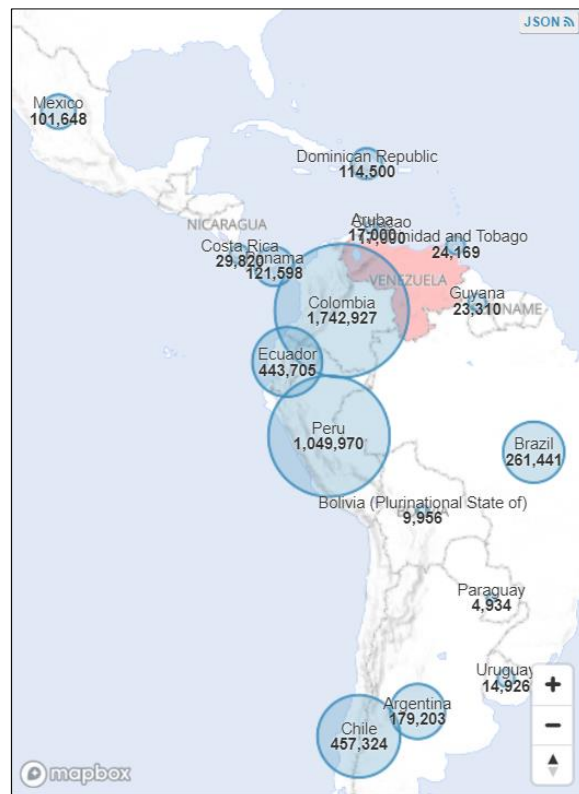 JSON
Mexico
101,648
Dominican Republic
114,500
NICARAGUA
Aruba
17,000
Trinidad and Tobago
24,169
Costa Rica
29,820
Panama
121,598
VENEZUELA
Colombia
1,742,927
Guyana
23,310
Ecuador
443,705
Peru
1,049,970
Brazil
261,441
Bolivia (Plurinational State of)
9,956
Paraguay
4,934
Uruguay
14,926
Argentina
179,203
Chile
457,324
mapbox